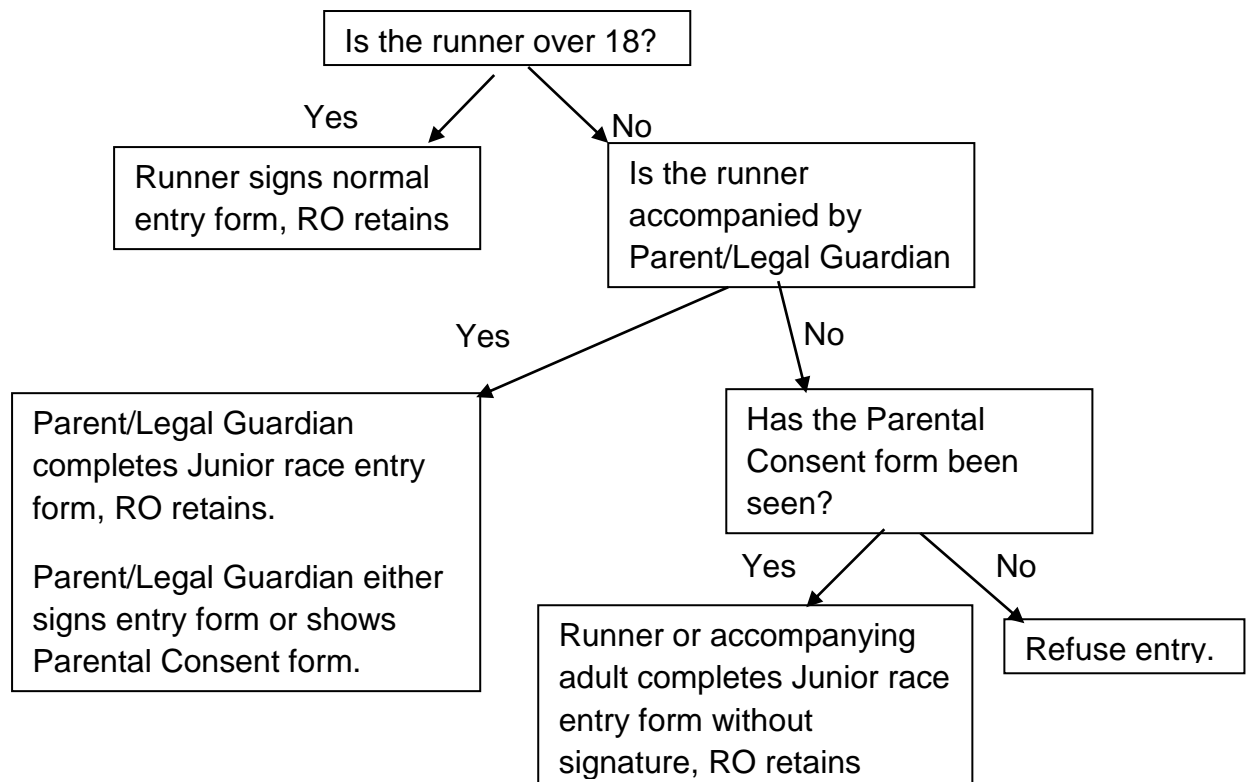 Is the runner over 18?
Yes
No
Runner signs normal
entry form, RO retains
Is the runner
accompanied by
Parent/Legal Guardian
Yes
No
Parent/Legal Guardian
completes Junior race entry
form, RO retains.
Parent/Legal Guardian either
signs entry form or shows
Parental Consent form.
Has the Parental
Consent form been
seen?
Yes
No
Runner or accompanying
adult completes Junior race
entry form without
signature, RO retains
Refuse entry.